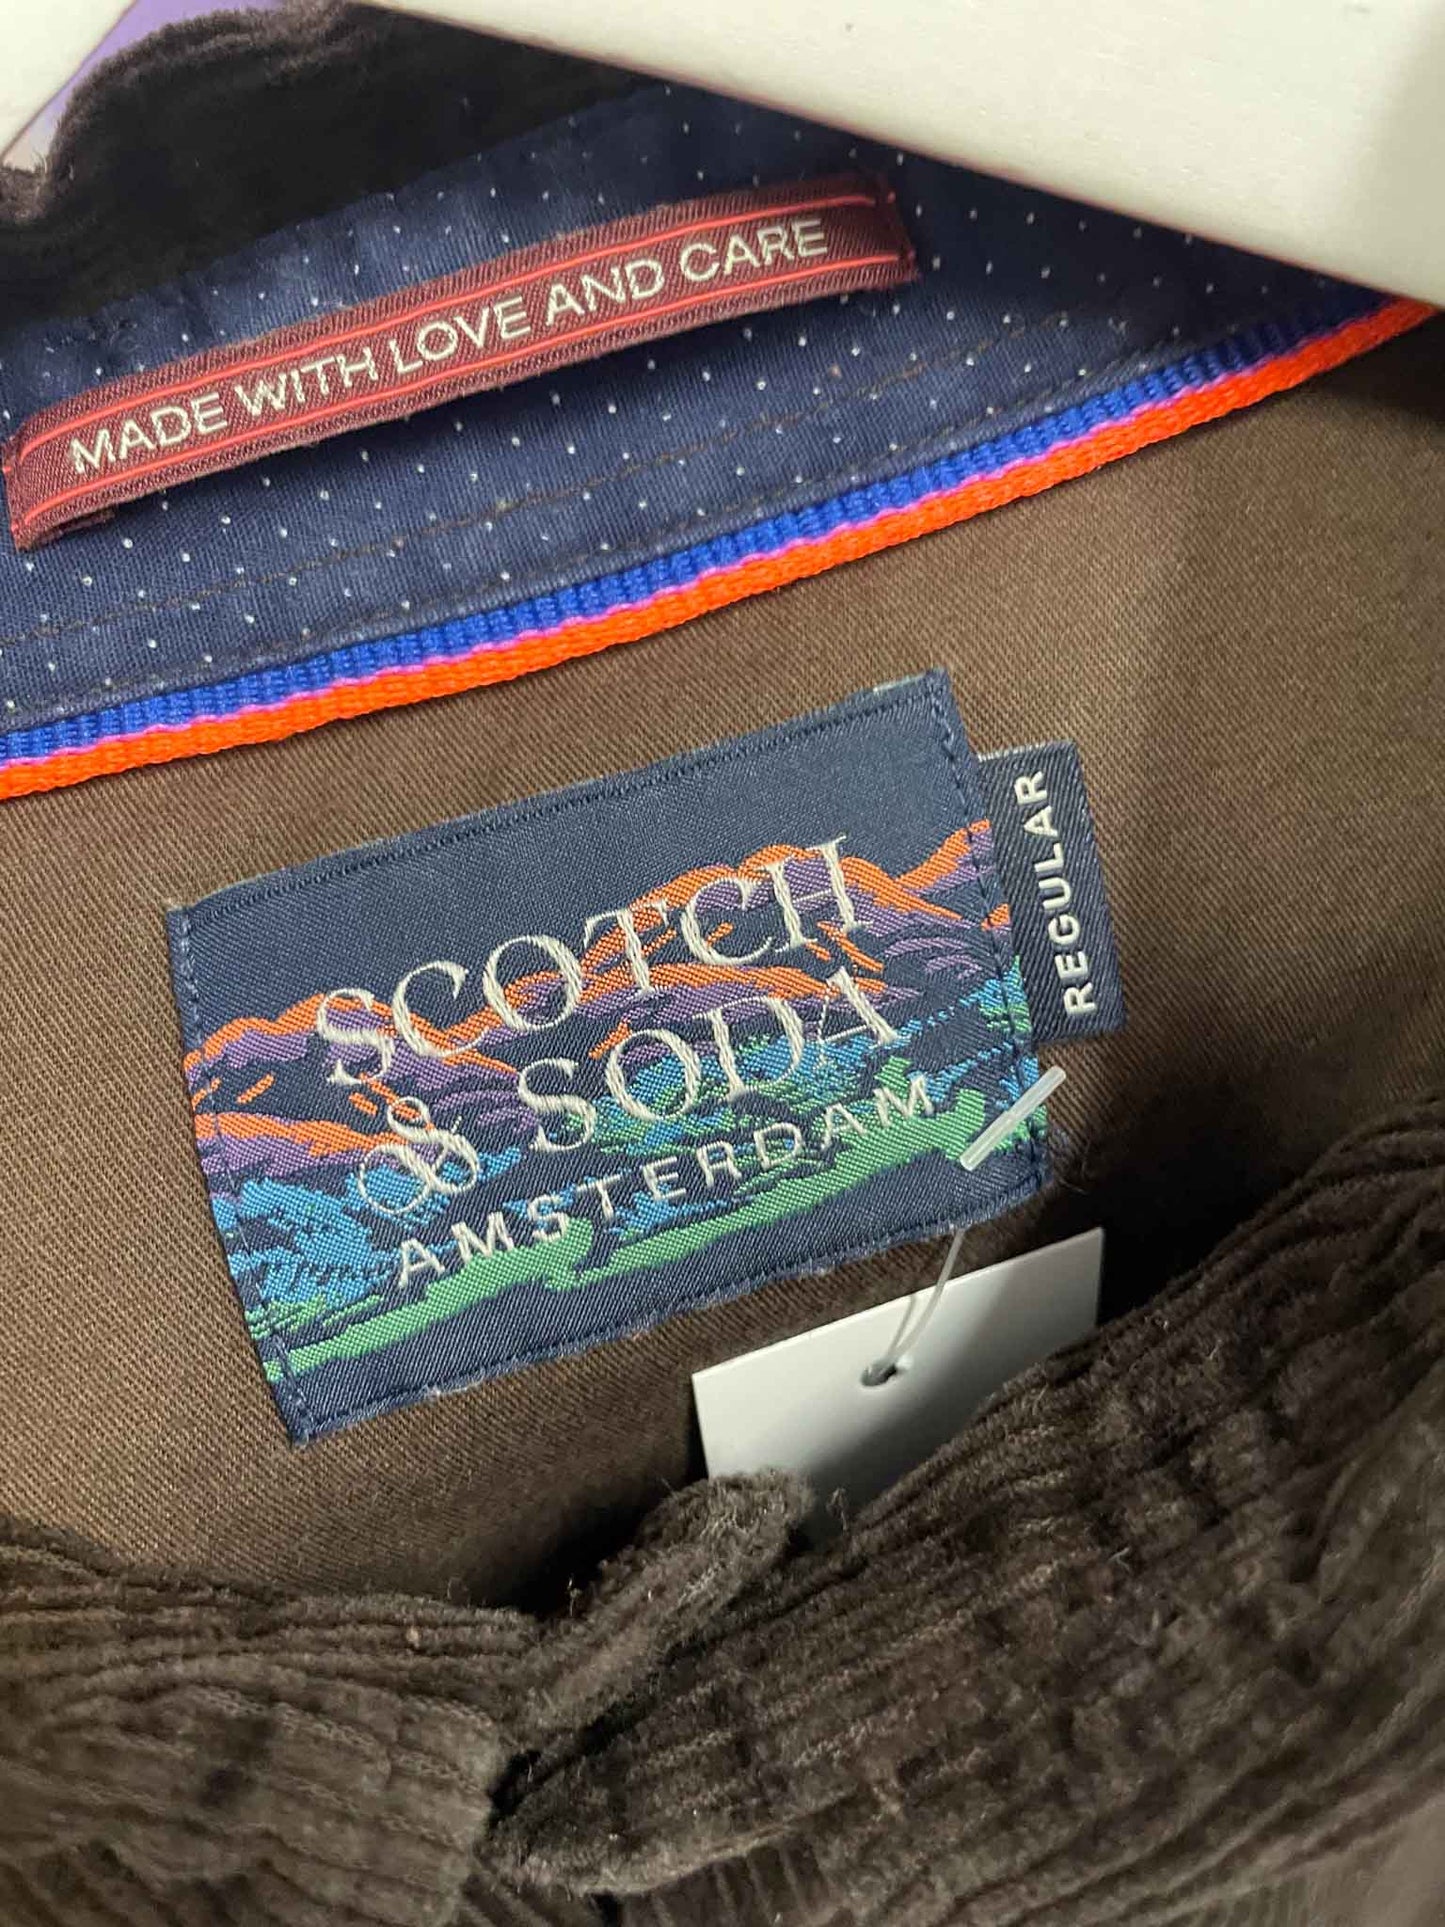 MADE WITH LOVE AND CARE
SCOTCH
& SODA
AMSTERDAM
REGULAR